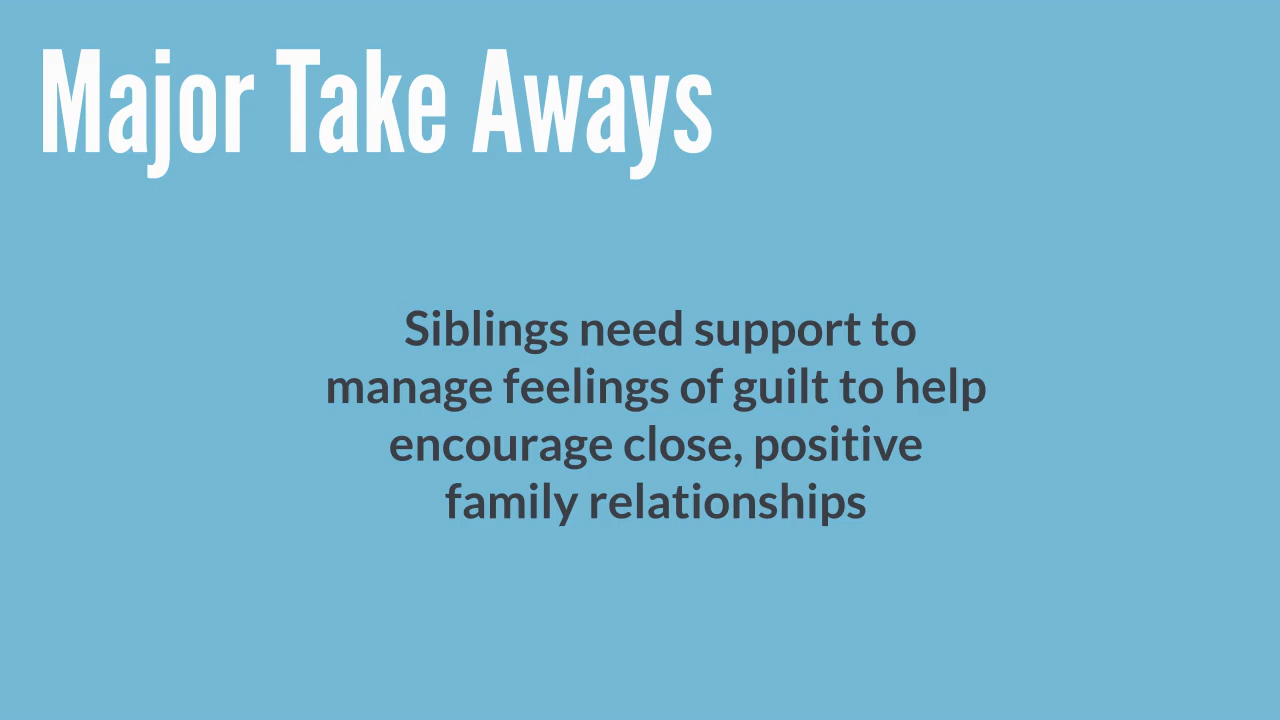 Major Take Aways
Siblings need support to
manage feelings of guilt to help
encourage close, positive
family relationships